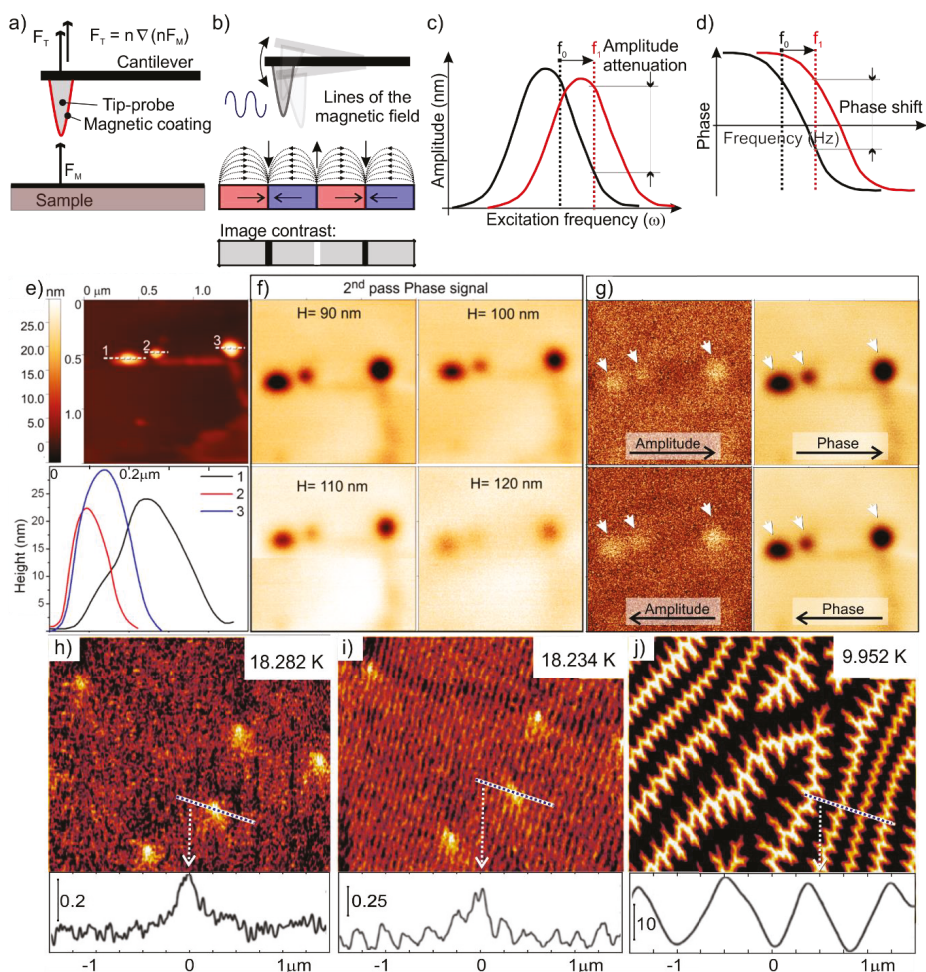 a)
F_T
F_T = n ∇ (nF_M)
Cantilever
Tip-probe
Magnetic coating
F_M
Sample
b)
Lines of the
magnetic field
Image contrast:
c)
f_0
f_1
Amplitude
attenuation
Amplitude (nm)
Excitation frequency (ω)
d)
f_0
f_1
Phase shift
Phase
Frequency (Hz)
e)
nm
0 μm
0.5
1.0
0
25.0
20.0
15.0
10.0
5.0
0
0.5
1.0
1
2
3
0
0.2μm
1
2
3
25
20
15
10
5
Height (nm)
f)
2nd pass Phase signal
H= 90 nm
H= 100 nm
H= 110 nm
H= 120 nm
g)
Amplitude
Phase
Amplitude
Phase
h)
18.282 K
0.2
-1
0
1μm
i)
18.234 K
0.25
-1
0
1μm
j)
9.952 K
10
-1
0
1μm